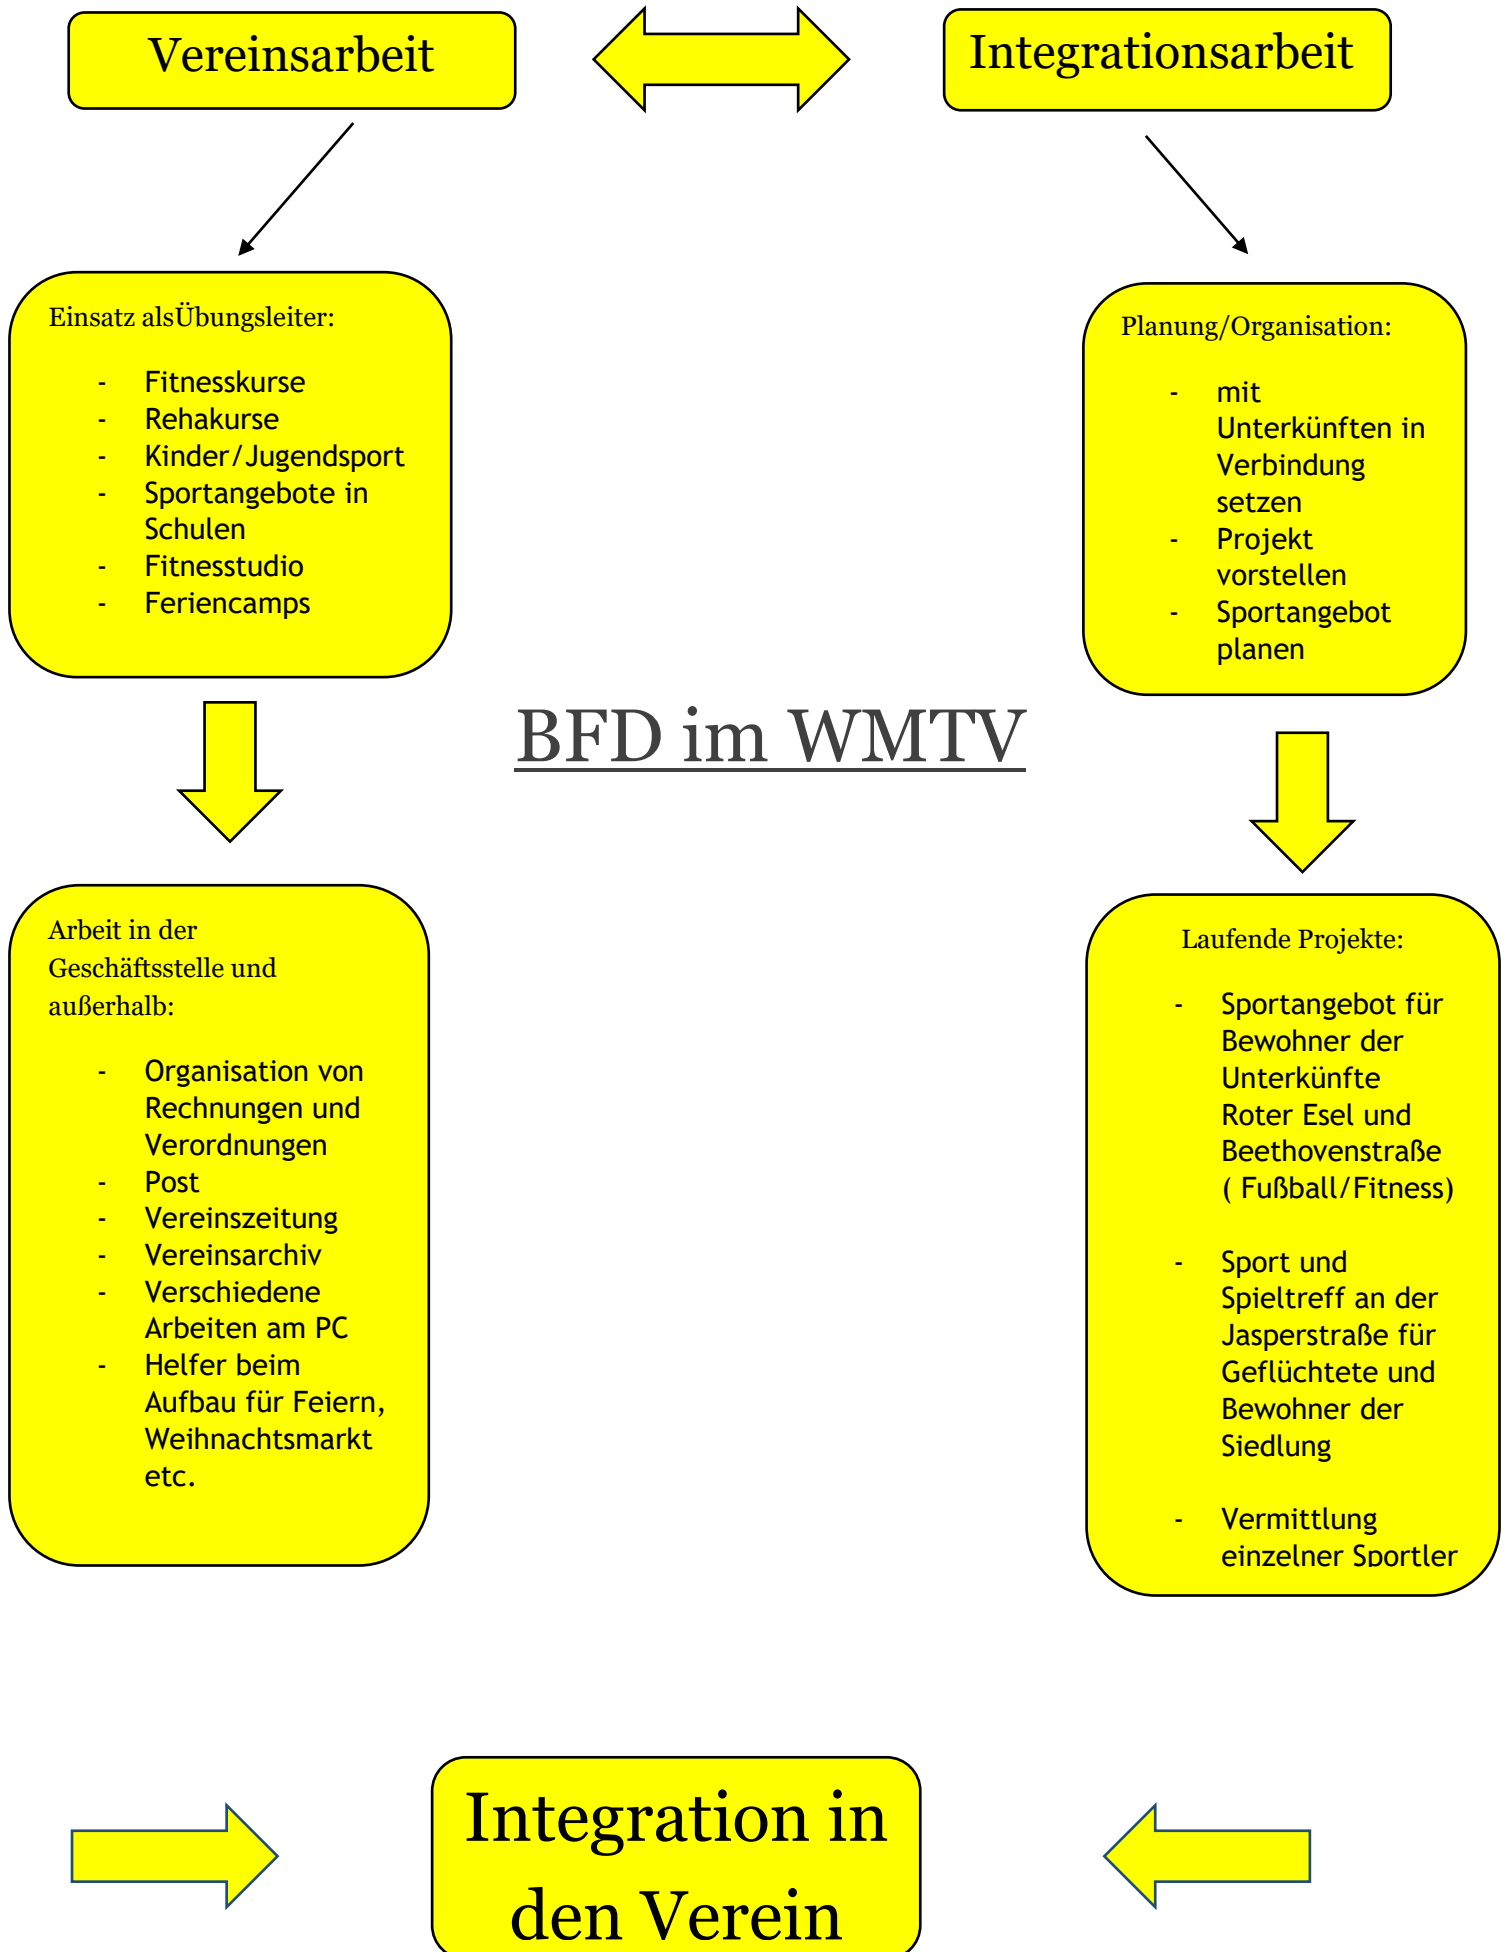 Vereinsarbeit
Integrationsarbeit
Einsatz alsÜbungsleiter:
- Fitnesskurse
- Rehakurse
- Kinder/Jugendsport
- Sportangebote in
Schulen
- Fitnesstudio
- Feriencamps
Planung/Organisation:
- mit
Unterkünften in
Verbindung
setzen
- Projekt
vorstellen
- Sportangebot
planen
BFD im WMTV
Arbeit in der
Geschäftsstelle und
außerhalb:
- Organisation von
Rechnungen und
Verordnungen
- Post
- Vereinszeitung
- Vereinsarchiv
- Verschiedene
Arbeiten am PC
- Helfer beim
Aufbau für Feiern,
Weihnachtsmarkt
etc.
Laufende Projekte:
- Sportangebot für
Bewohner der
Unterkünfte
Roter Esel und
Beethovenstraße
( Fußball/Fitness)
- Sport und
Spieltreff an der
Jasperstraße für
Geflüchtete und
Bewohner der
Siedlung
- Vermittlung
einzelner Sportler
Integration in
den Verein